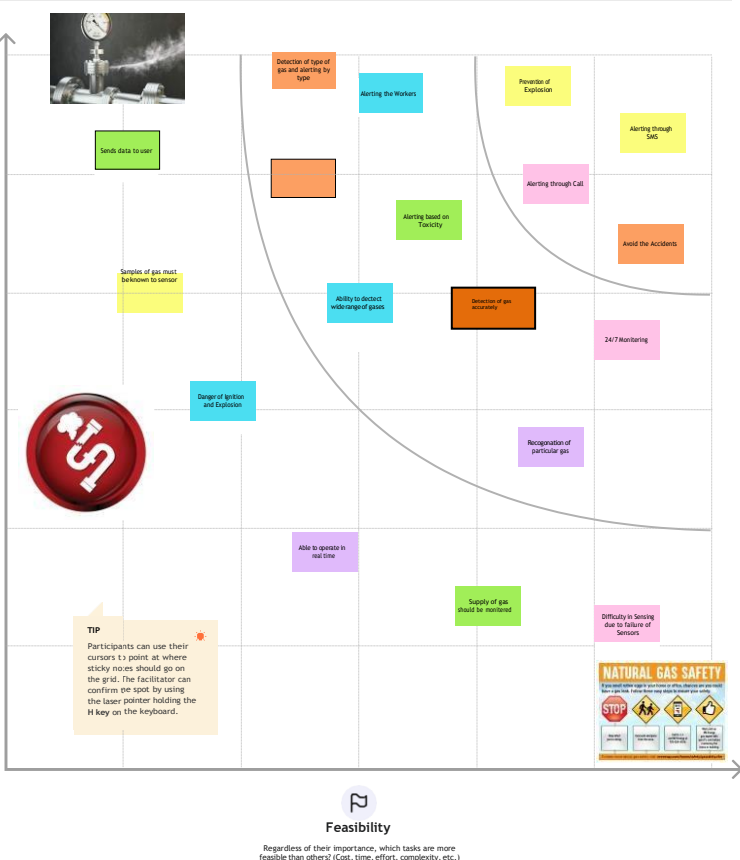 Detection of type of
gas and alerting by
type
Alerting the Workers
Prevention of
Explosion
Alerting through
SMS
Sends data to user
Alerting through Call
Alerting based on
Toxicity
Avoid the Accidents
Samples of gas must
be known to sensor
Ability to dectect
wide range of gases
Detection of gas
accurately
24/7 Monitering
Danger of Ignition
and Explosion
Recogonation of
particular gas
Able to operate in
real time
Supply of gas
should be monitered
Difficulty in Sensing
due to failure of
Sensors
TIP
Participants can use their
cursors to point at where
sticky notes should go on
the grid. The facilitator can
confirm the spot by using
the laser pointer holding the
H key on the keyboard.
NATURAL GAS SAFETY
STOP
Feasibility
Regardless of their importance, which tasks are more
feasible than others? (Cost, time, effort, complexity, etc.)